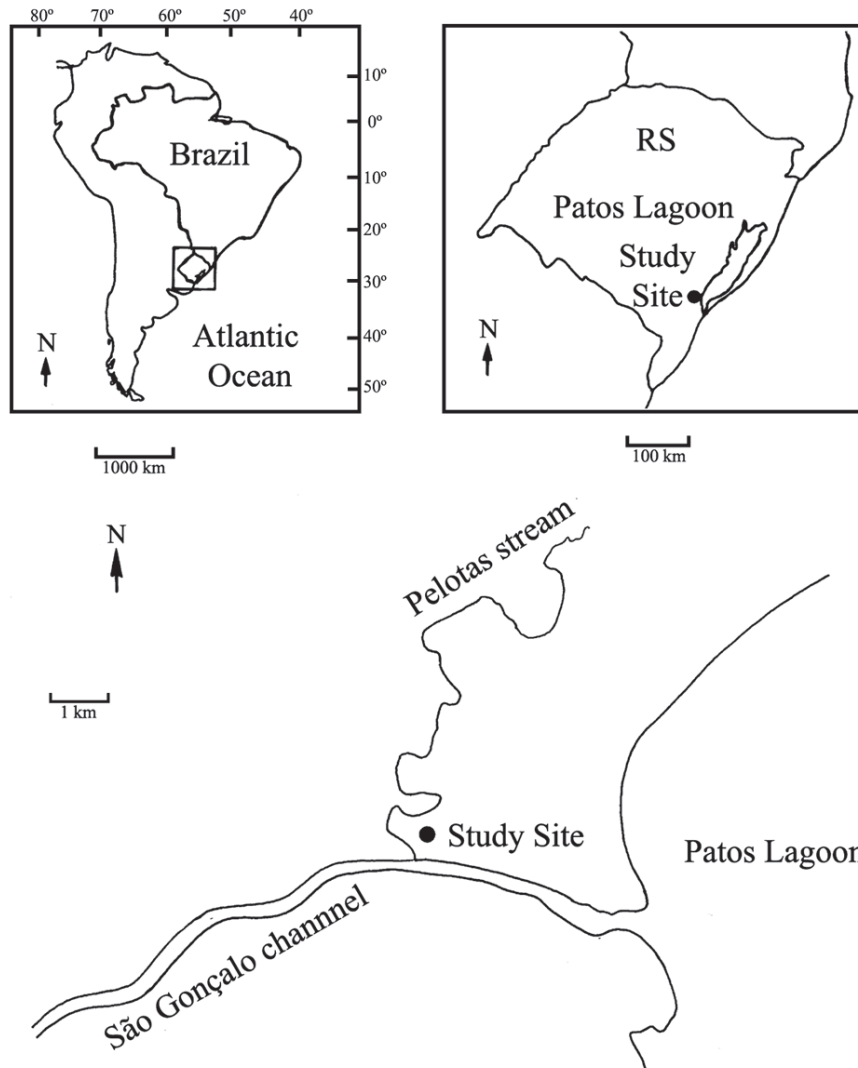 80º 70º 60º 50º 40º
10º
0º
10º
20º
30º
40º
50º
Brazil
Atlantic
Ocean
N
1000 km
RS
Patos Lagoon
Study
Site
N
100 km
N
1 km
Pelotas stream
Study Site
Patos Lagoon
São Gonçalo channnel